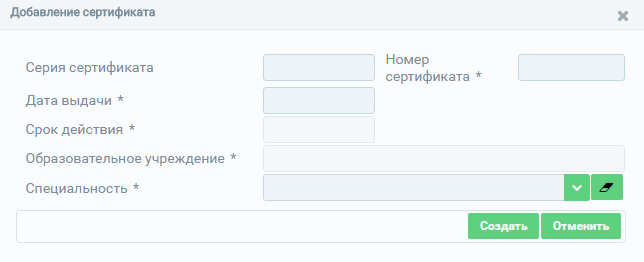 Добавление сертификата
Серия сертификата
Номер
сертификата *
Дата выдачи *
Срок действия *
Образовательное учреждение *
Специальность *
Создать
Отменить